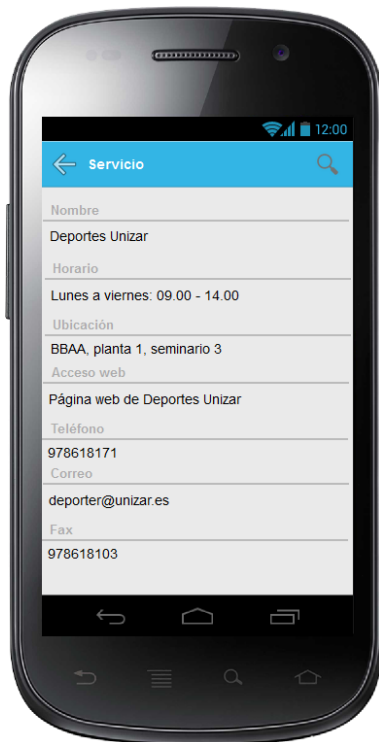 12:00
Servicio
Nombre
Deportes Unizar
Horario
Lunes a viernes: 09.00 - 14.00
Ubicación
BBAA, planta 1, seminario 3
Acceso web
Página web de Deportes Unizar
Teléfono
978618171
Correo
deporter@unizar.es
Fax
978618103